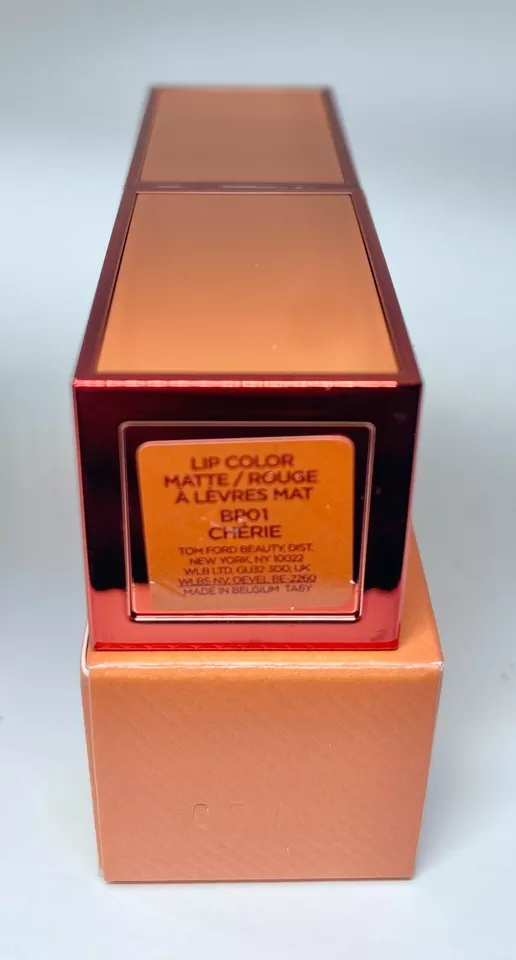 LIP COLOR
MATTE / ROUGE
À LÈVRES MAT
BP01
CHÉRIE
TOM FORD BEAUTY, DIST.
NEW YORK, NY 10022
WLB LTD, GU32 3DD, UK
WLBS NV, OEVEL BE-2260
MADE IN BELGIUM TA6Y